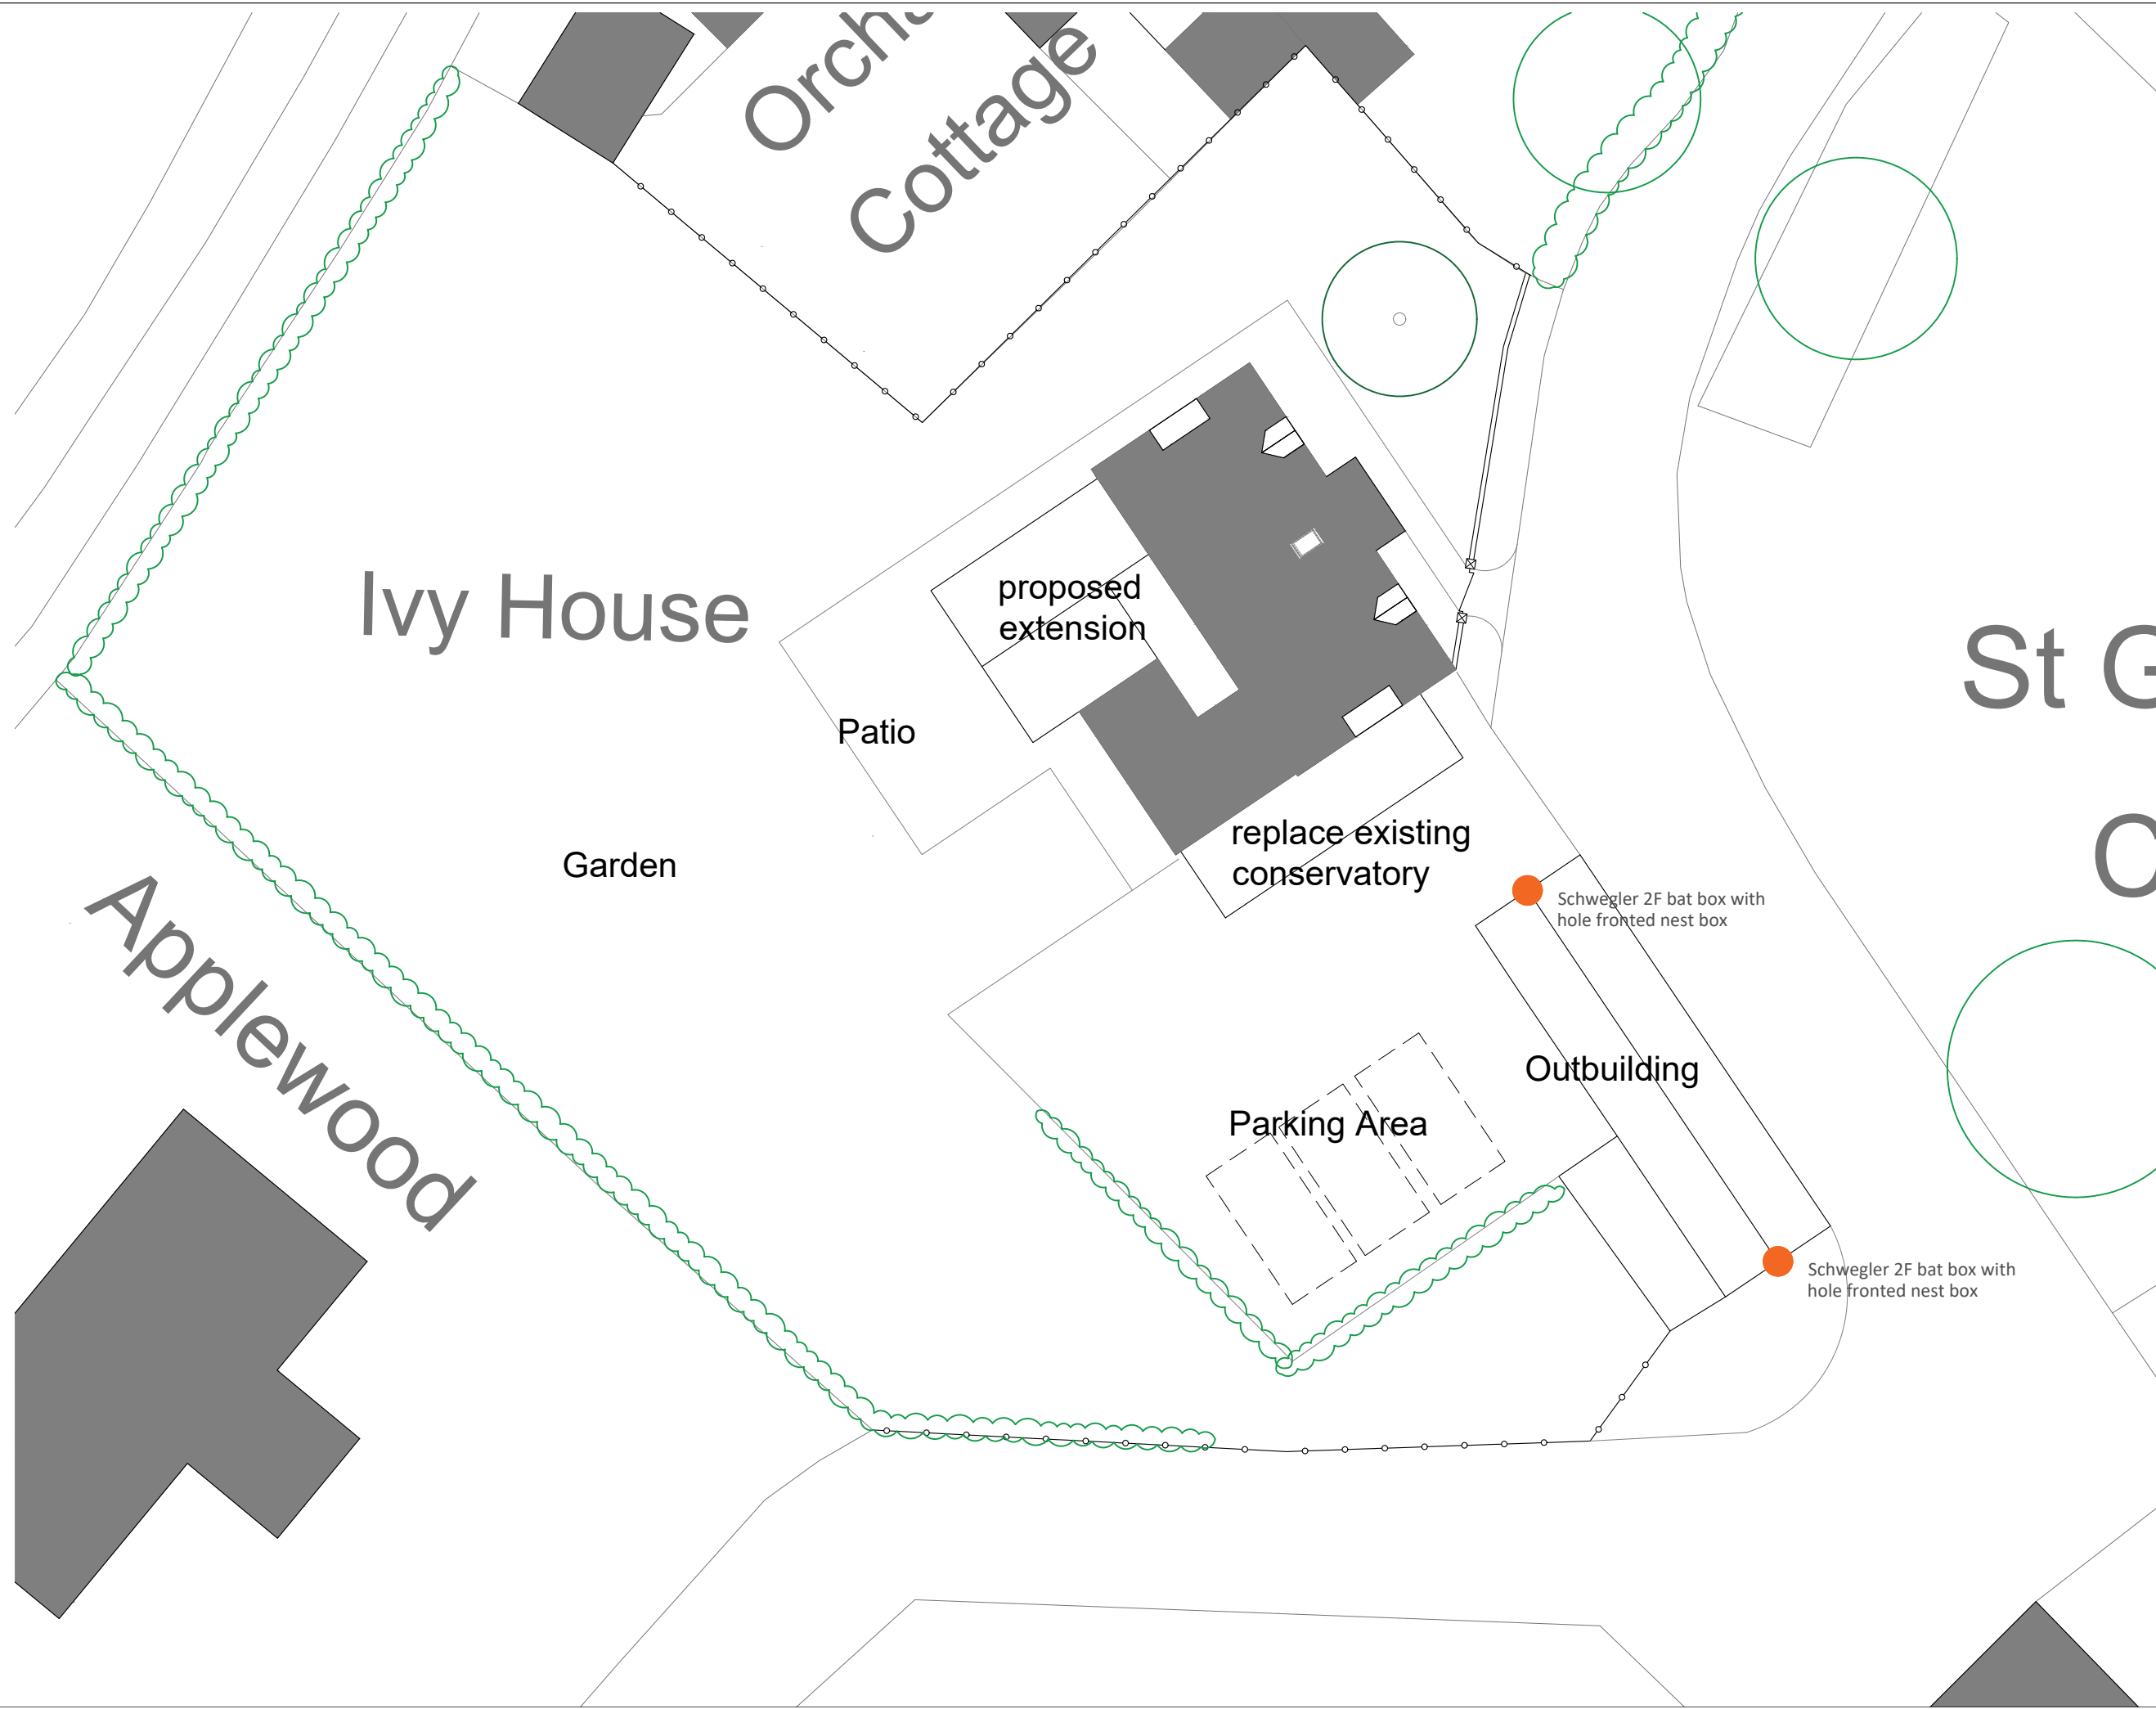 Cottage
Ivy House
proposed
extension
St
Patio
replace existing
conservatory
Garden
Schwegler 2F bat box with
hole fronted nest box
Applewood
Outbuilding
Parking Area
Schwegler 2F bat box with
hole fronted nest box